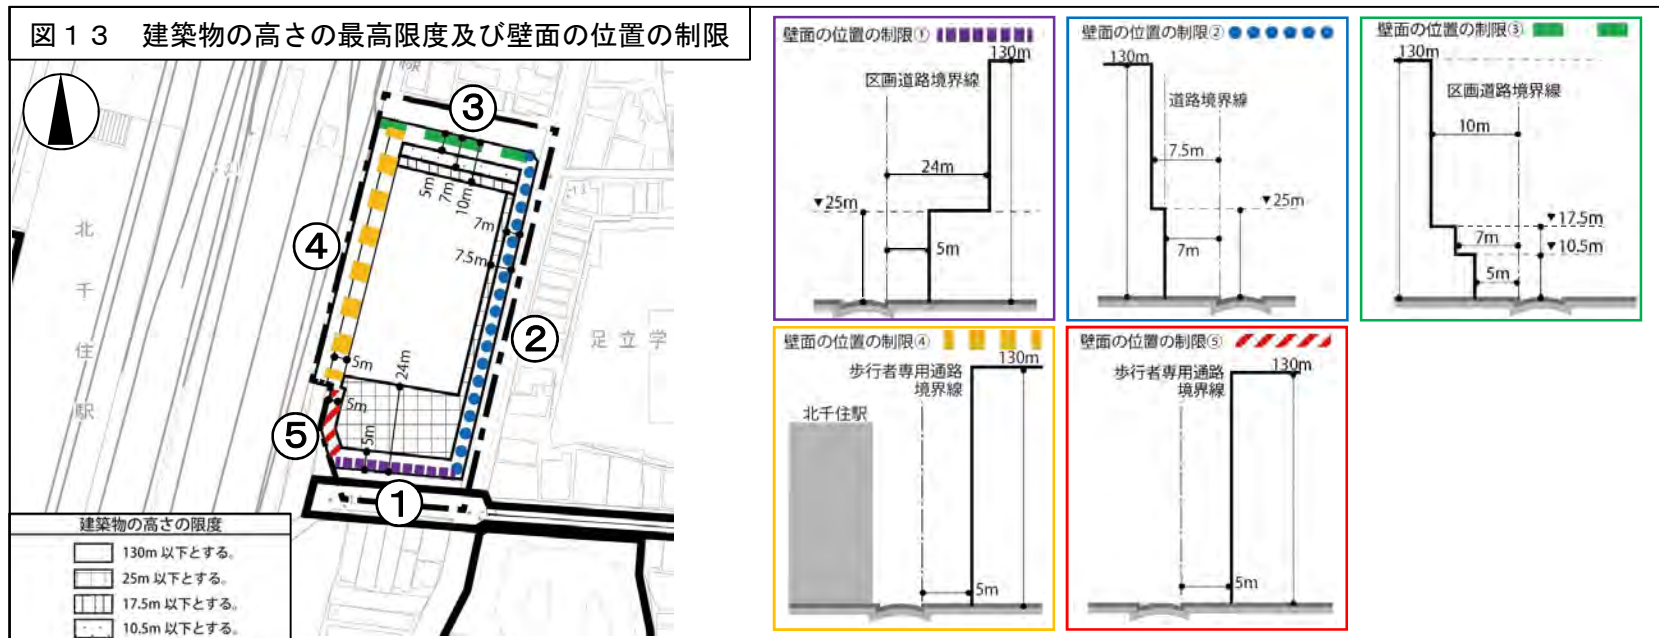 図１３　建築物の高さの最高限度及び壁面の位置の制限
③
④
②
⑤
①
5m
7m
10m
7m
7.5m
5m
24m
5m
5m
北千住駅
足立学
建築物の高さの限度
130m 以下とする。
25m 以下とする。
17.5m 以下とする。
10.5m 以下とする。
壁面の位置の制限①
130m
区画道路境界線
24m
▼25m
5m
壁面の位置の制限②
130m
道路境界線
7.5m
▼25m
7m
壁面の位置の制限③
130m
区画道路境界線
10m
▼17.5m
7m
▼10.5m
5m
壁面の位置の制限④
130m
歩行者専用通路
境界線
北千住駅
5m
壁面の位置の制限⑤
130m
歩行者専用通路
境界線
5m